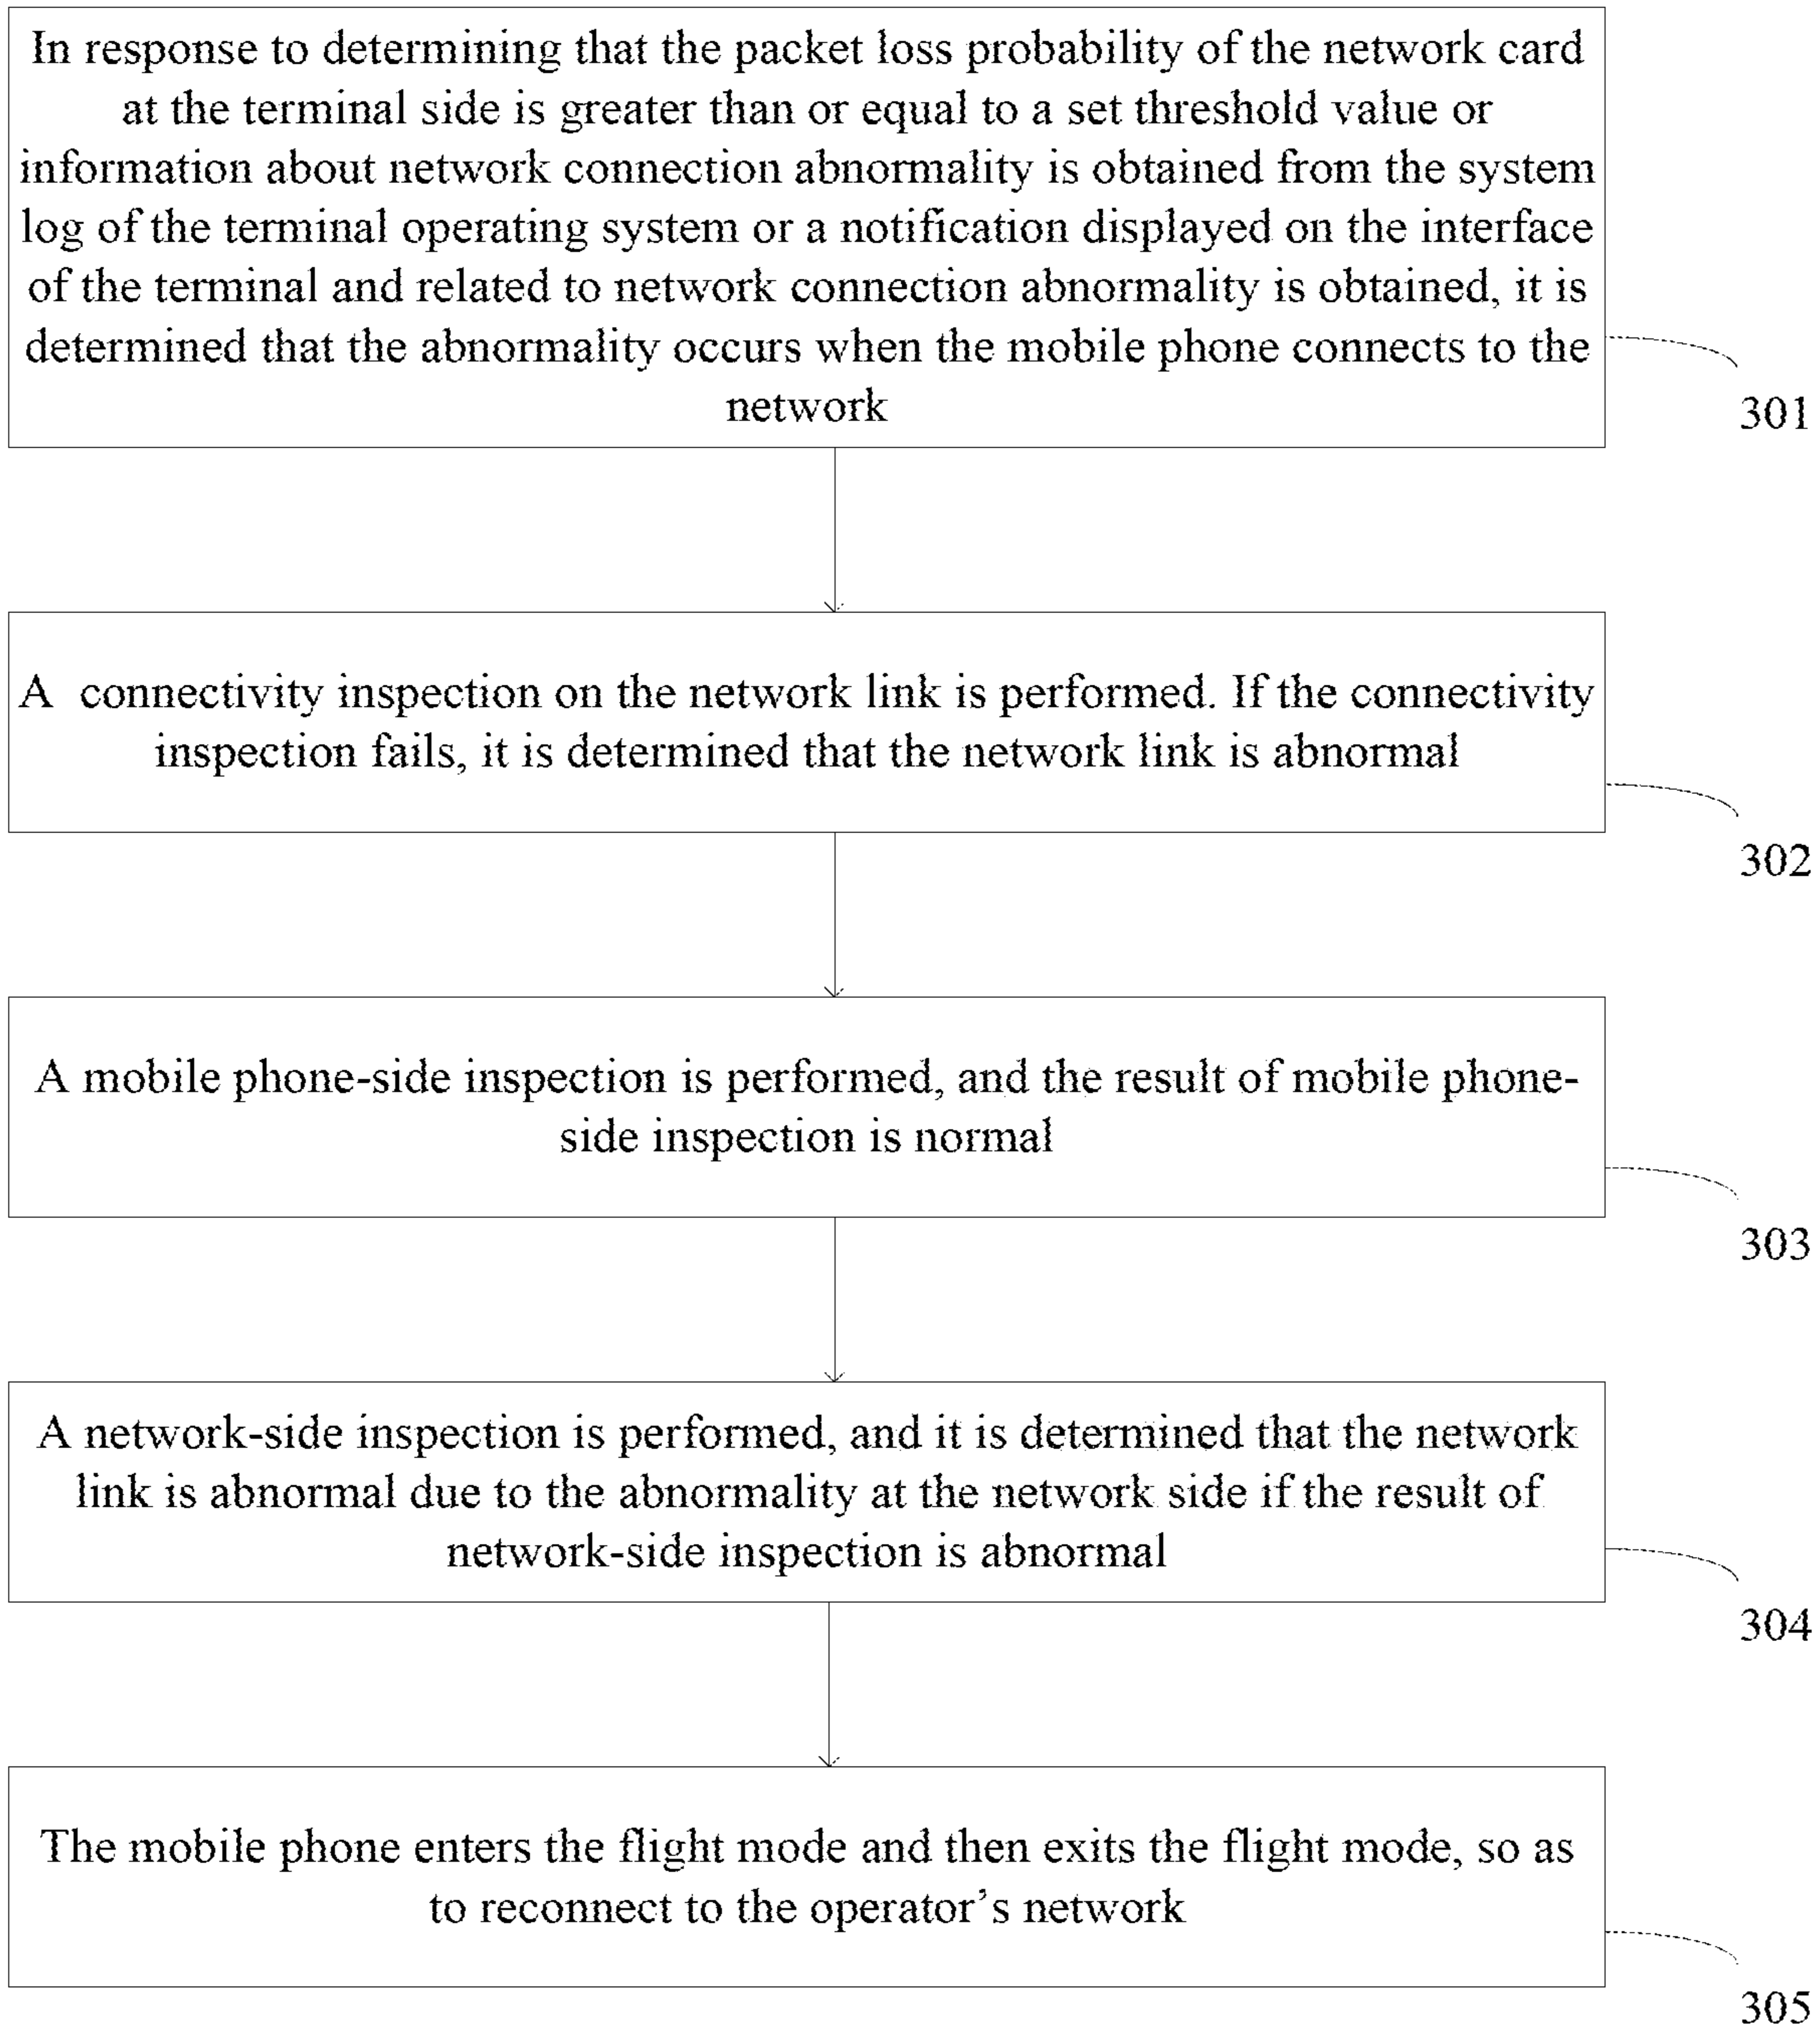 In response to determining that the packet loss probability of the network card
at the terminal side is greater than or equal to a set threshold value or
information about network connection abnormality is obtained from the system
log of the terminal operating system or a notification displayed on the interface
of the terminal and related to network connection abnormality is obtained, it is
determined that the abnormality occurs when the mobile phone connects to the
network
301
A connectivity inspection on the network link is performed. If the connectivity
inspection fails, it is determined that the network link is abnormal
302
A mobile phone-side inspection is performed, and the result of mobile phone-
side inspection is normal
303
A network-side inspection is performed, and it is determined that the network
link is abnormal due to the abnormality at the network side if the result of
network-side inspection is abnormal
304
The mobile phone enters the flight mode and then exits the flight mode, so as
to reconnect to the operator's network
305